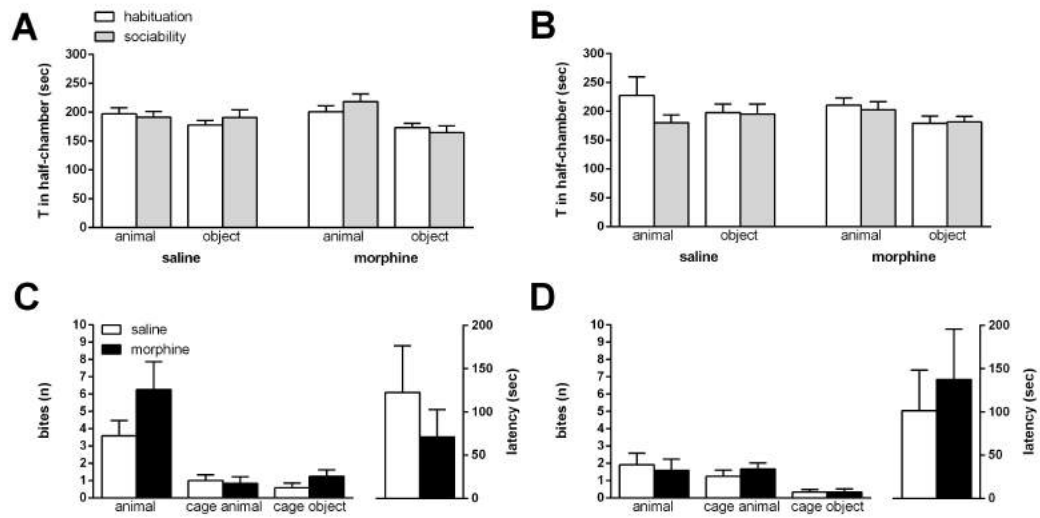 A
habituation
sociability
T in half-chamber (sec)
300
250
200
150
100
50
0
animal object animal object
saline morphine
B
T in half-chamber (sec)
300
250
200
150
100
50
0
animal object animal object
saline morphine
C
saline
morphine
bites (n)
10
9
8
7
6
5
4
3
2
1
0
animal cage animal cage object
200
150
100
50
0
latency (sec)
D
bites (n)
10
9
8
7
6
5
4
3
2
1
0
animal cage animal cage object
200
150
100
50
0
latency (sec)